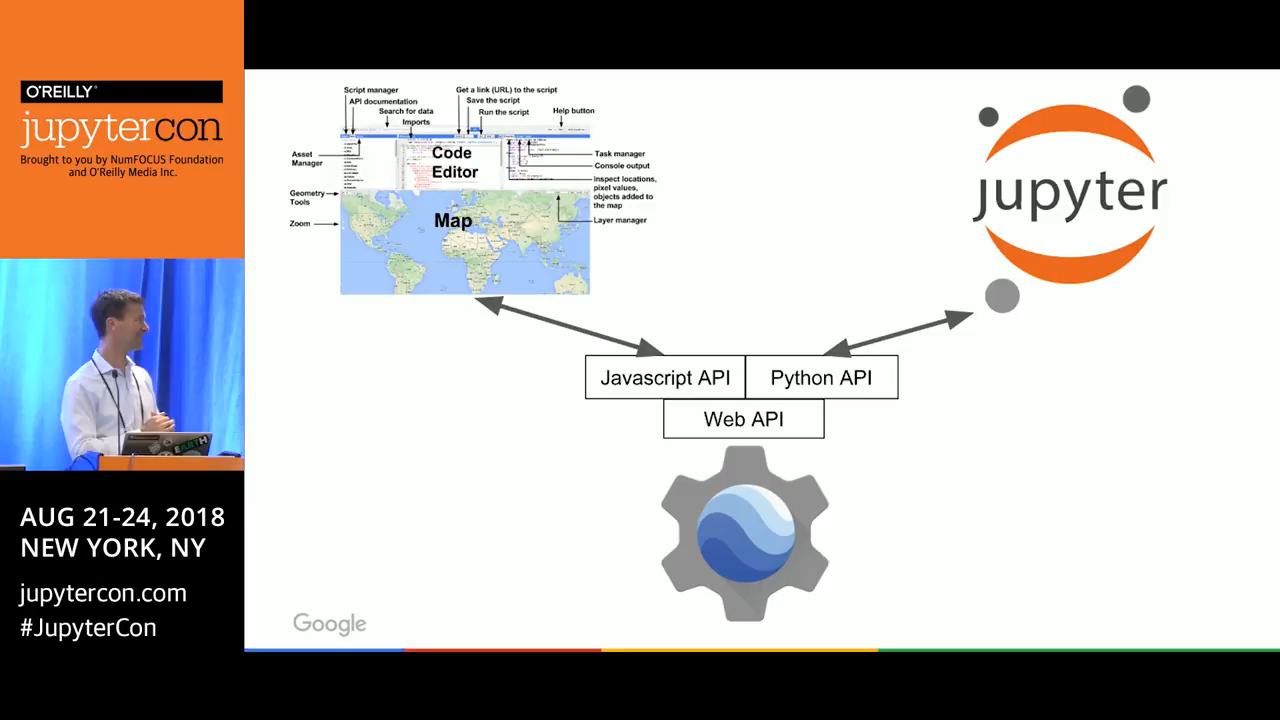 O'REILLY®
jupytercon
Brought to you by NumFOCUS Foundation
and O'Reilly Media Inc.
EARTH
AUG 21-24, 2018
NEW YORK, NY
jupytercon.com
#JupyterCon
Script manager
API documentation
Search for data
Imports
Get a link (URL) to the script
Save the script
Run the script
Help button
Asset
Manager
Geometry
Tools
Zoom
Code
Editor
Map
Task manager
Console output
Inspect locations,
pixel values,
objects added to
the map
Layer manager
jupyter
Javascript API
Python API
Web API
Google